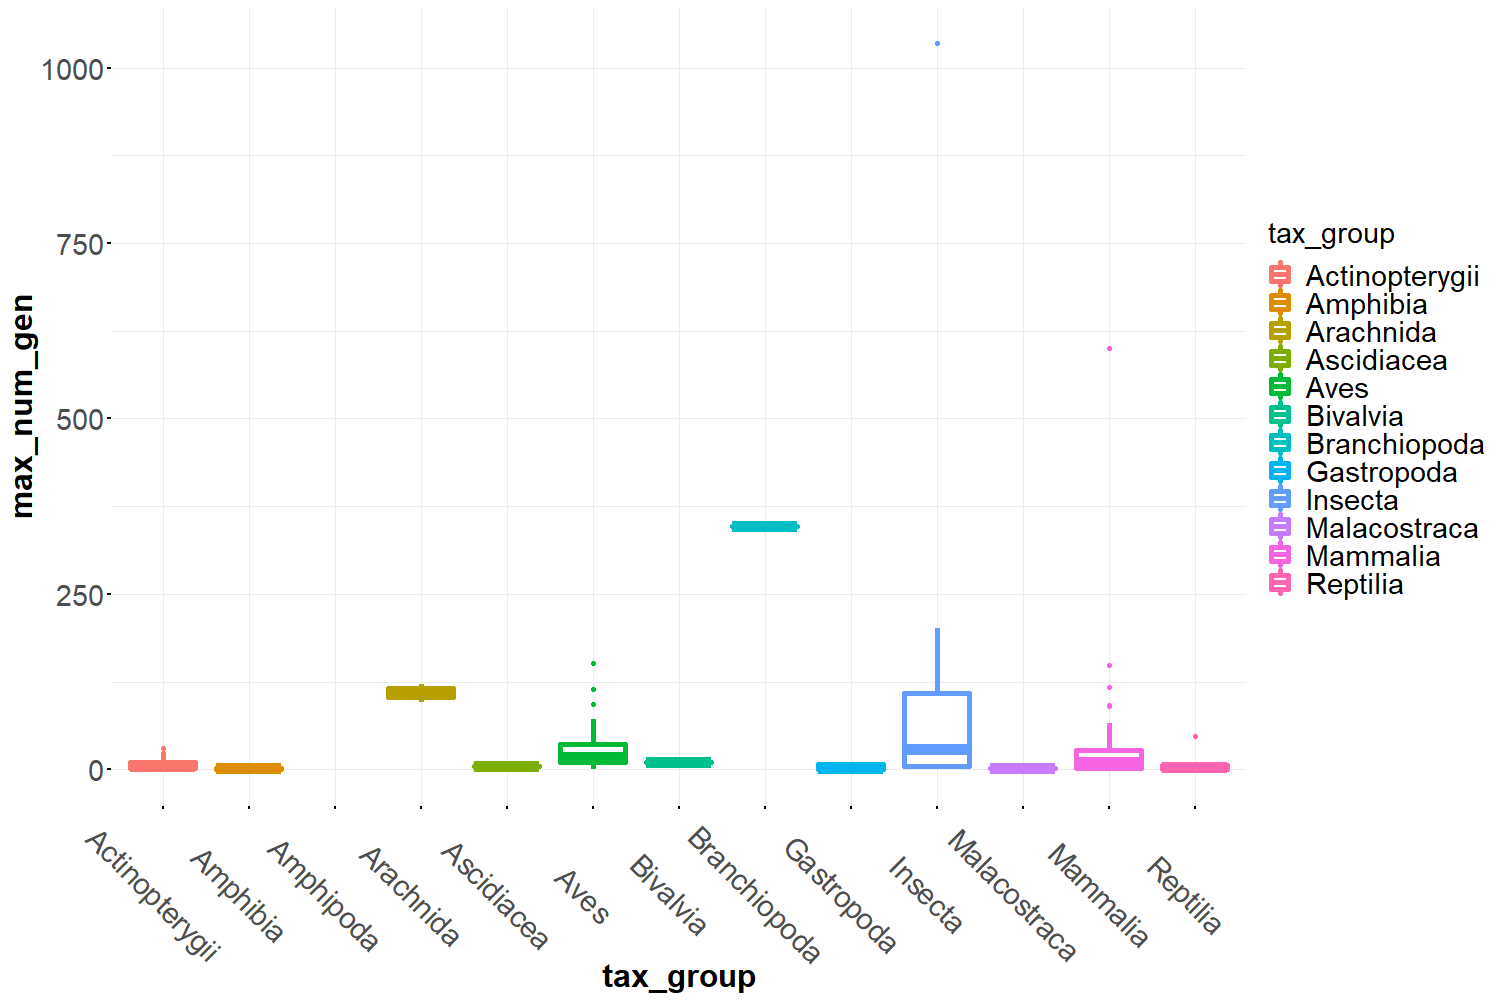 max_num_gen
1000
750
500
250
0
Actinopterygii
Amphibia
Amphipoda
Arachnida
Ascidiacea
Aves
Bivalvia
Branchiopoda
Gastropoda
Insecta
Malacostraca
Mammalia
Reptilia
tax_group
tax_group
Actinopterygii
Amphibia
Arachnida
Ascidiacea
Aves
Bivalvia
Branchiopoda
Gastropoda
Insecta
Malacostraca
Mammalia
Reptilia